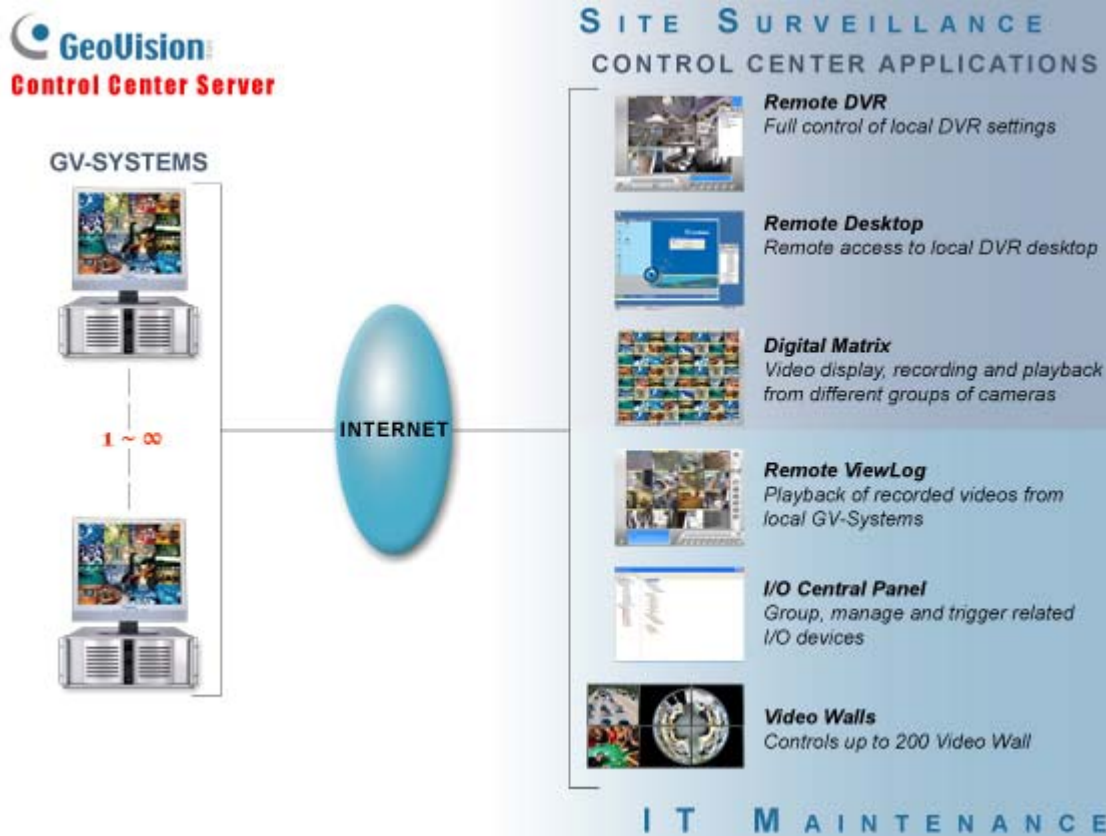 GeoVision
Control Center Server
SITE SURVEILLANCE
CONTROL CENTER APPLICATIONS
GV-SYSTEMS
1 ~ ∞
INTERNET
Remote DVR
Full control of local DVR settings
Remote Desktop
Remote access to local DVR desktop
Digital Matrix
Video display, recording and playback
from different groups of cameras
Remote ViewLog
Playback of recorded videos from
local GV-Systems
I/O Central Panel
Group, manage and trigger related
I/O devices
Video Walls
Controls up to 200 Video Wall
IT MAINTENANCE